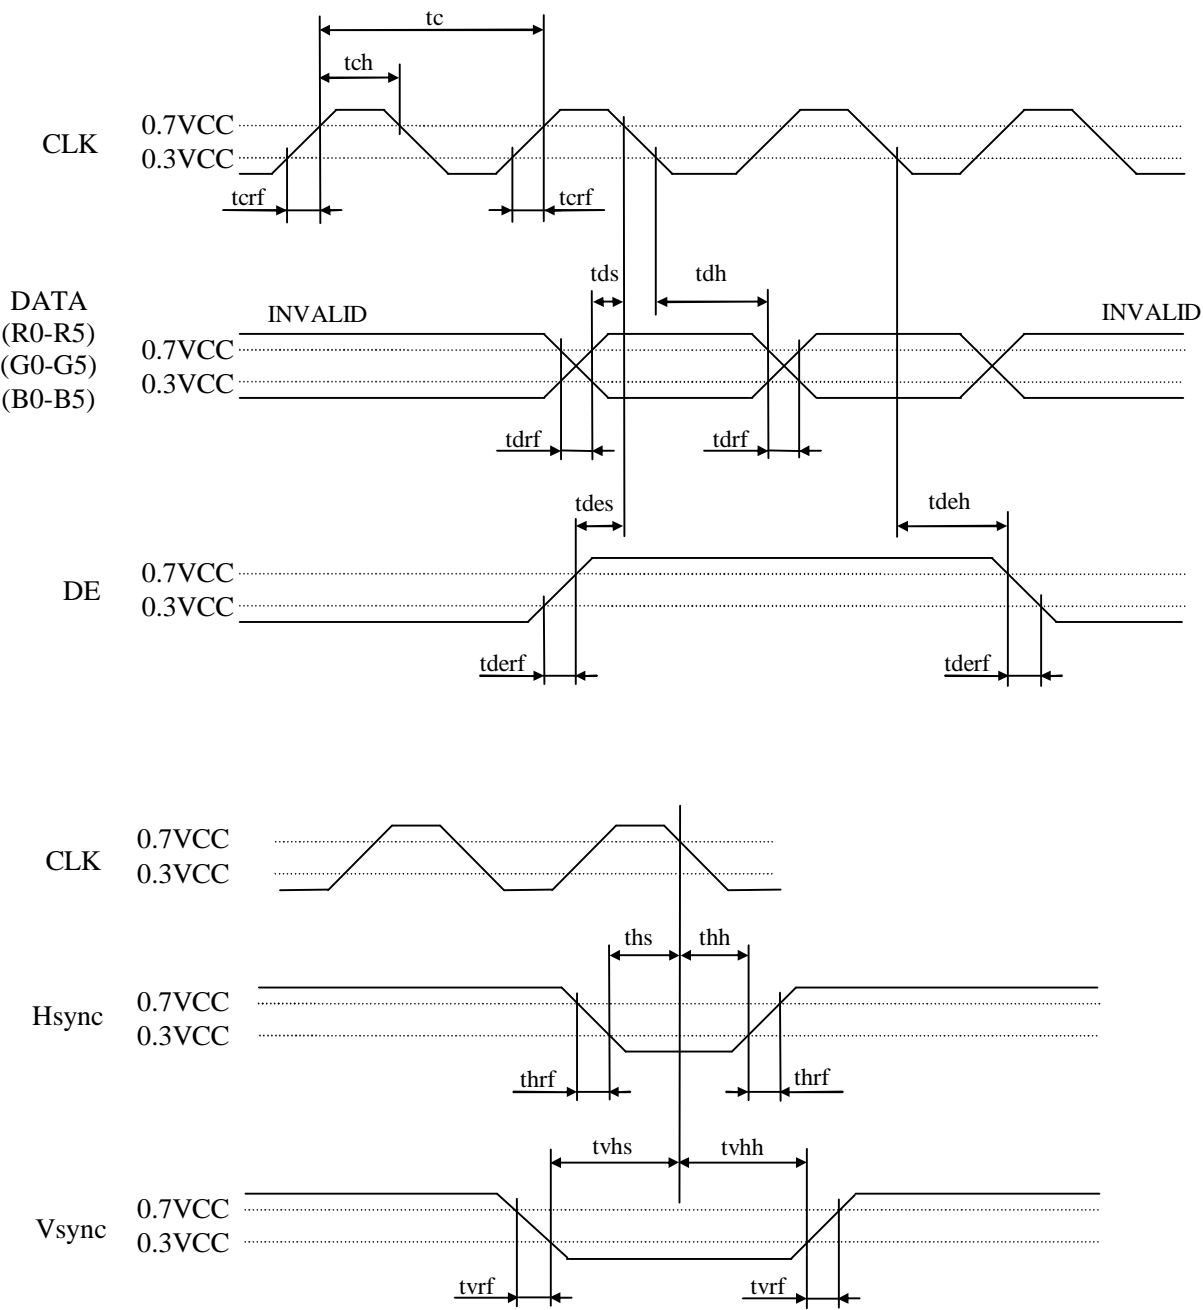 tc
tch
CLK
0.7VCC
0.3VCC
tcrf
tcrf
tds
tdh
DATA
(R0-R5)
(G0-G5)
(B0-B5)
INVALID
INVALID
0.7VCC
0.3VCC
tdrf
tdrf
tdes
tdeh
DE
0.7VCC
0.3VCC
tderf
tderf
CLK
0.7VCC
0.3VCC
ths
thh
Hsync
0.7VCC
0.3VCC
thrf
thrf
tvhs
tvhh
Vsync
0.7VCC
0.3VCC
tvrf
tvrf